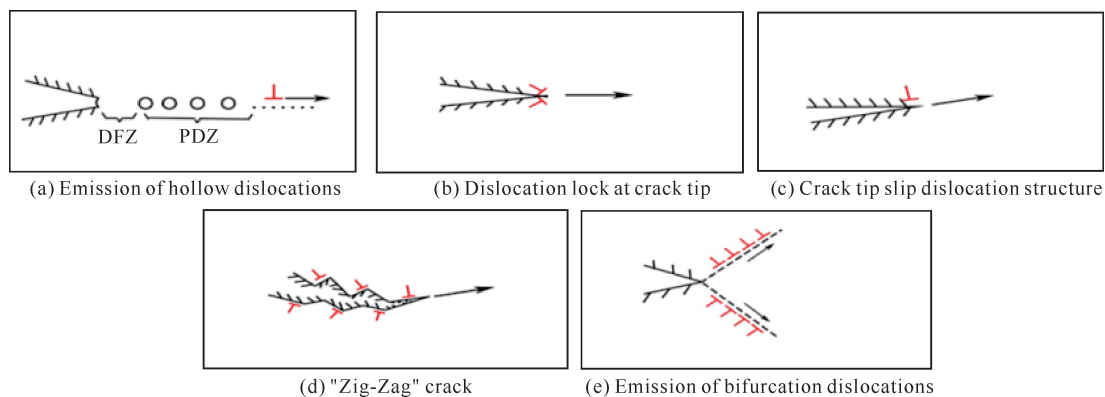 DFZ PDZ
(a) Emission of hollow dislocations
(b) Dislocation lock at crack tip
(c) Crack tip slip dislocation structure
(d) "Zig-Zag" crack
(e) Emission of bifurcation dislocations